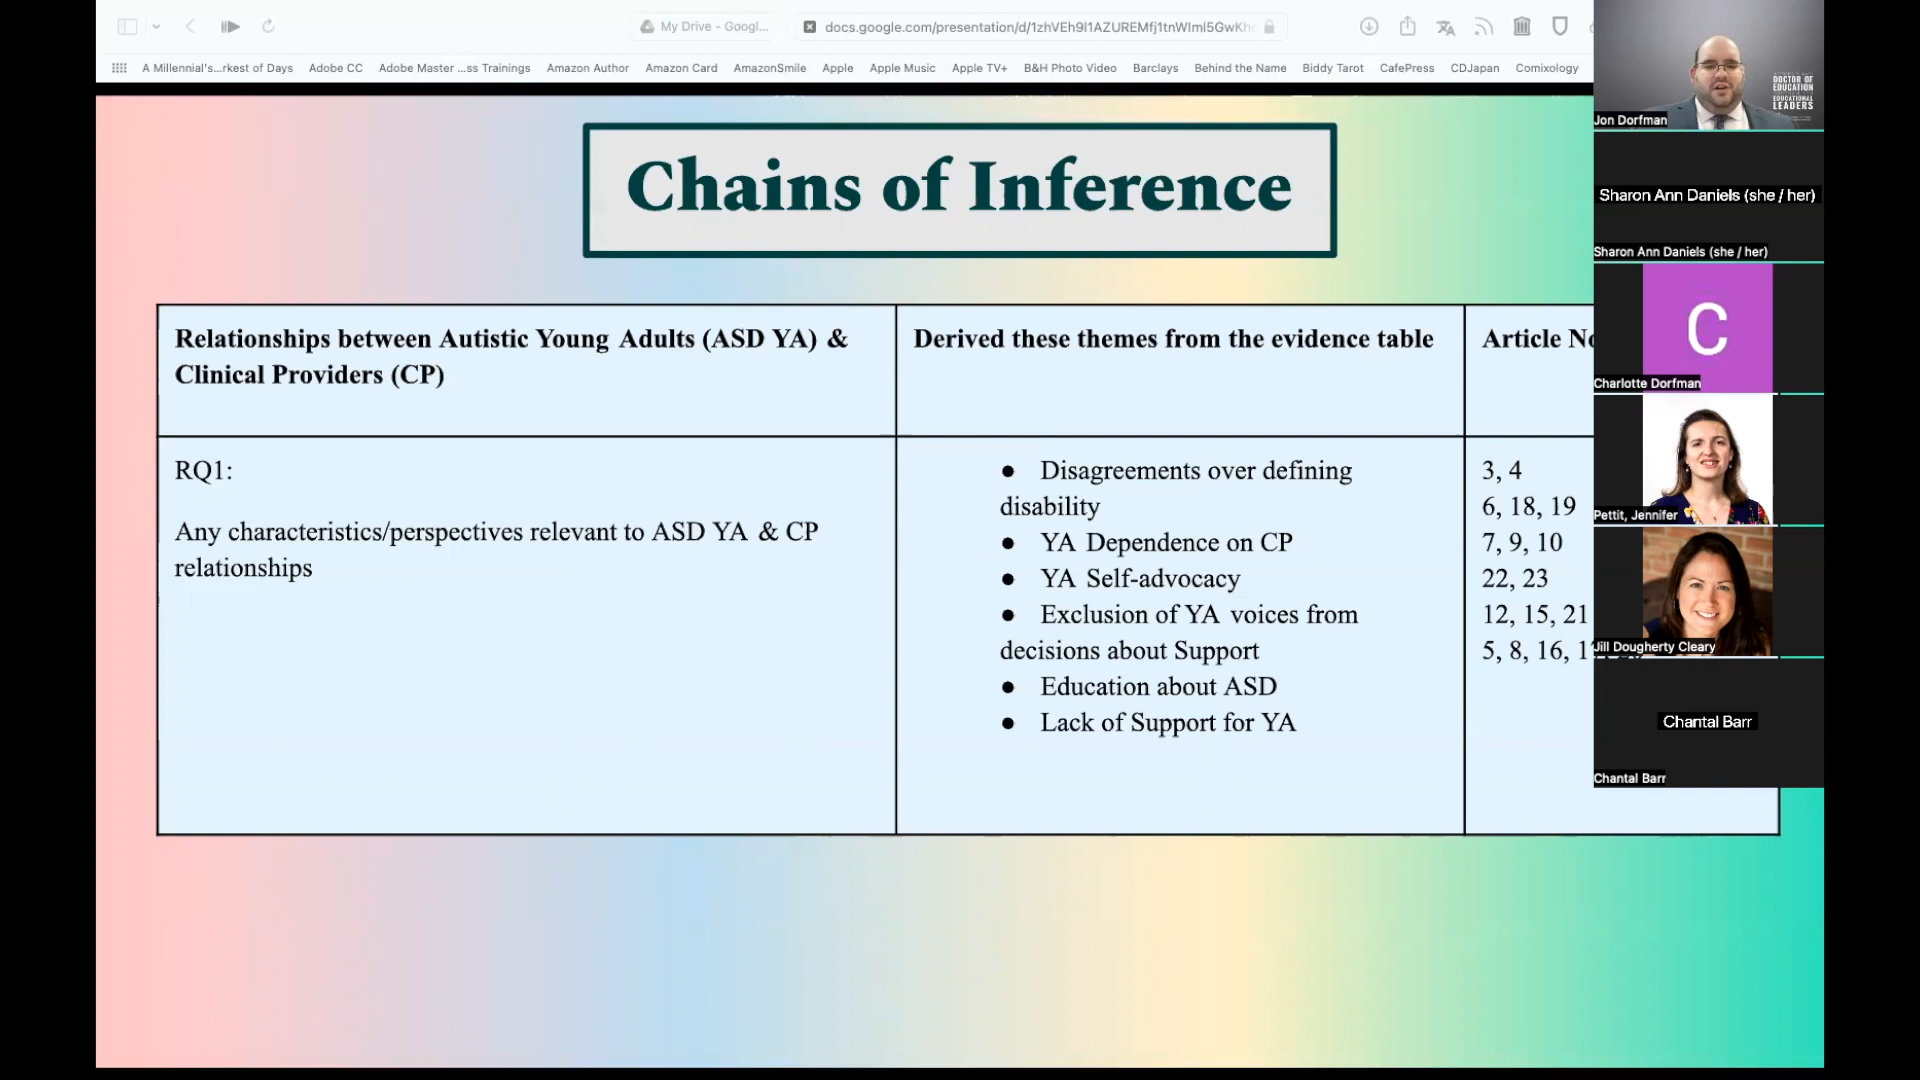 My Drive – Googl...
docs.google.com/presentation/d/1zhVEh9I1AZUREMfj1tnWIml5GwKh
A Millennial's...rkest of Days Adobe CC Adobe Master ...ss Trainings Amazon Author Amazon Card AmazonSmile Apple Apple Music Apple TV+ B&H Photo Video Barclays Behind the Name Biddy Tarot CafePress CDJapan Comixology
DOCTOR OF
EDUCATION
EDUCATIONAL
LEADERS
Jon Dorfman
Sharon Ann Daniels (she / her)
Sharon Ann Daniels (she / her)
C
Charlotte Dorfman
Pettit, Jennifer
Jill Dougherty Cleary
Chantal Barr
Chantal Barr
Chains of Inference
Relationships between Autistic Young Adults (ASD YA) &
Clinical Providers (CP)
Derived these themes from the evidence table
Article
RQ1:
Any characteristics/perspectives relevant to ASD YA & CP
relationships
● Disagreements over defining
disability
● YA Dependence on CP
● YA Self-advocacy
● Exclusion of YA voices from
decisions about Support
● Education about ASD
● Lack of Support for YA
3, 4
6, 18, 19
7, 9, 10
22, 23
12, 15, 21
5, 8, 16,